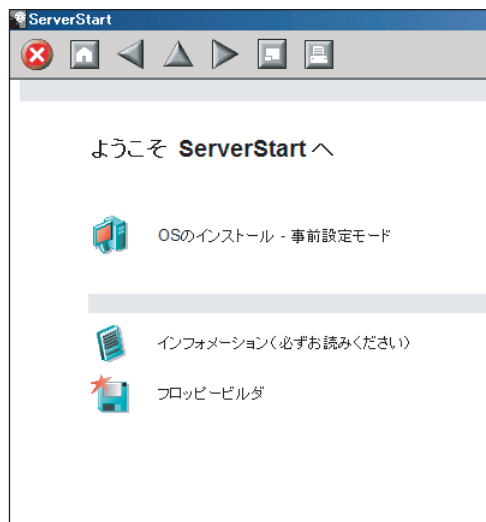 ServerStart
ようこそ ServerStart へ
OSのインストール - 事前設定モード
インフォメーション(必ずお読みください)
フロッピービルダ